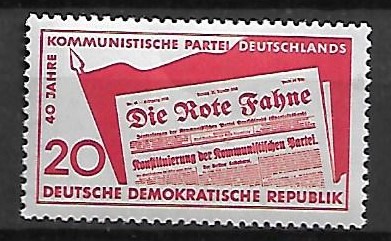 40 JAHRE
KOMMUNISTISCHE PARTEI DEUTSCHLANDS
Die Rote Fahne
Konstituierung der Kommunistischen Partei.
20
DEUTSCHE DEMOKRATISCHE REPUBLIK